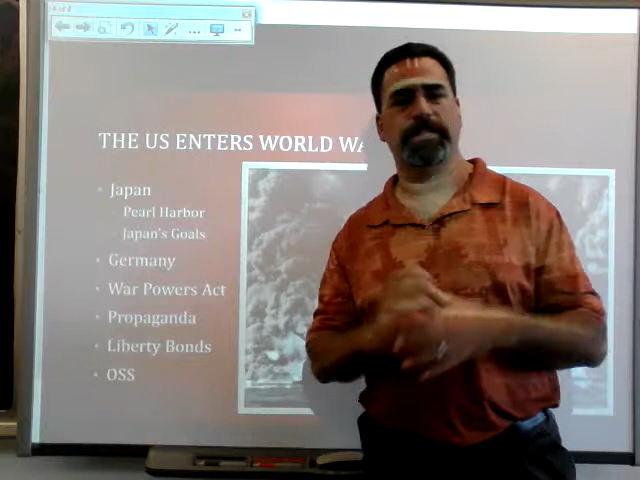 THE US ENTERS WORLD WA
Japan
Pearl Harbor
Japan's Goals
Germany
War Powers Act
Propaganda
Liberty Bonds
OSS